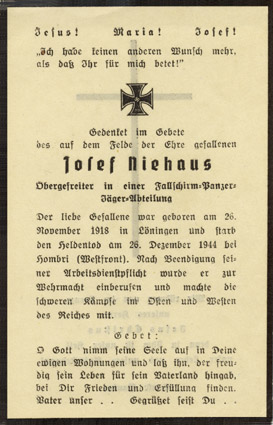 Jesus! Maria! Josef!
„Ich habe keinen anderen Wunsch mehr,
als daß Ihr für mich betet!"
Gedenket im Gebete
des auf dem Felde der Ehre gefallenen
Josef Niehaus
Obergefreiter in einer Fallschirm-Panzer-
Jäger-Abteilung
Der liebe Gefallene war geboren am 26.
November 1918 in Löningen und starb
den Heldentod am 26. Dezember 1944 bei
Hombri (Westfront). Nach Beendigung sei-
ner Arbeitsdienstpflicht wurde er zur
Wehrmacht einberufen und machte die
schweren Kämpfe im Osten und Westen
des Reiches mit.
Gebet:
O Gott nimm seine Seele auf in Deine
ewigen Wohnungen und laß ihn, der freu-
dig sein Leben für sein Vaterland hingab,
bei Dir Frieden und Erfüllung finden.
Vater unser . . Gegrüßet seist Du .